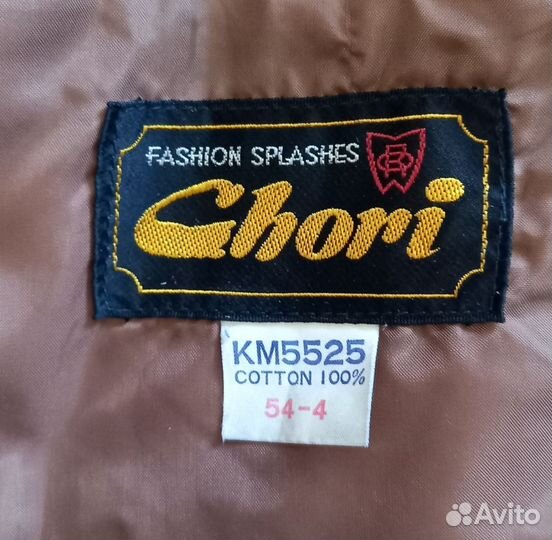 FASHION SPLASHES
Chori
KM5525
COTTON 100%
54-4
Avito